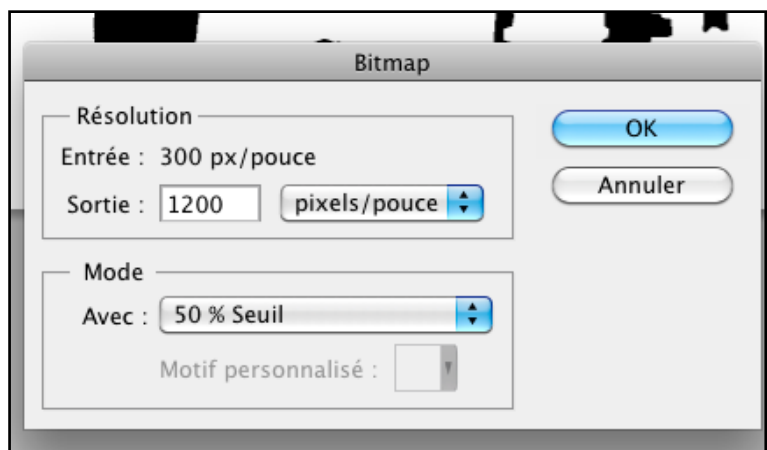 Bitmap
Résolution
Entrée : 300 px/pouce
Sortie : 1200 pixels/pouce
Mode
Avec : 50 % Seuil
Motif personnalisé :
OK
Annuler